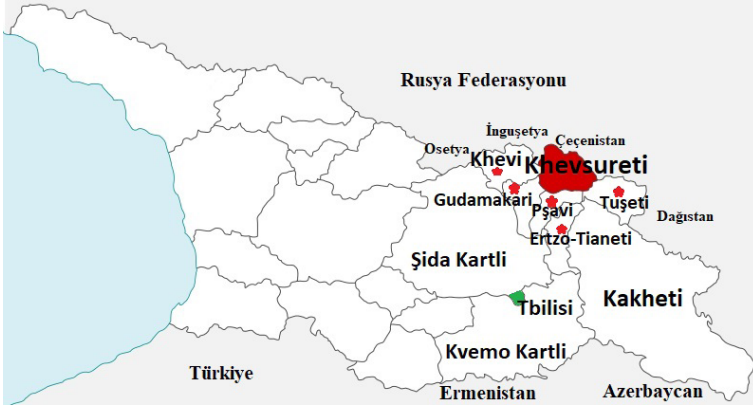 Rusya Federasyonu
İnguşetya
Çeçenistan
Osetya
Khevi
Khevsureti
Gudamakari
Pşavi
Tuşeti
Dağıstan
Ertzo-Tianeti
Şida Kartli
Kakheti
Tbilisi
Kvemo Kartli
Türkiye
Ermenistan
Azerbaycan